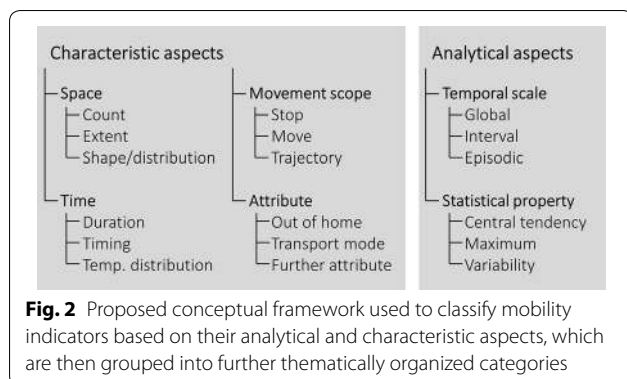 Characteristic aspects
Space
Count
Extent
Shape/distribution
Time
Duration
Timing
Temp. distribution
Movement scope
Stop
Move
Trajectory
Attribute
Out of home
Transport mode
Further attribute
Analytical aspects
Temporal scale
Global
Interval
Episodic
Statistical property
Central tendency
Maximum
Variability
Fig. 2 Proposed conceptual framework used to classify mobility
indicators based on their analytical and characteristic aspects, which
are then grouped into further thematically organized categories